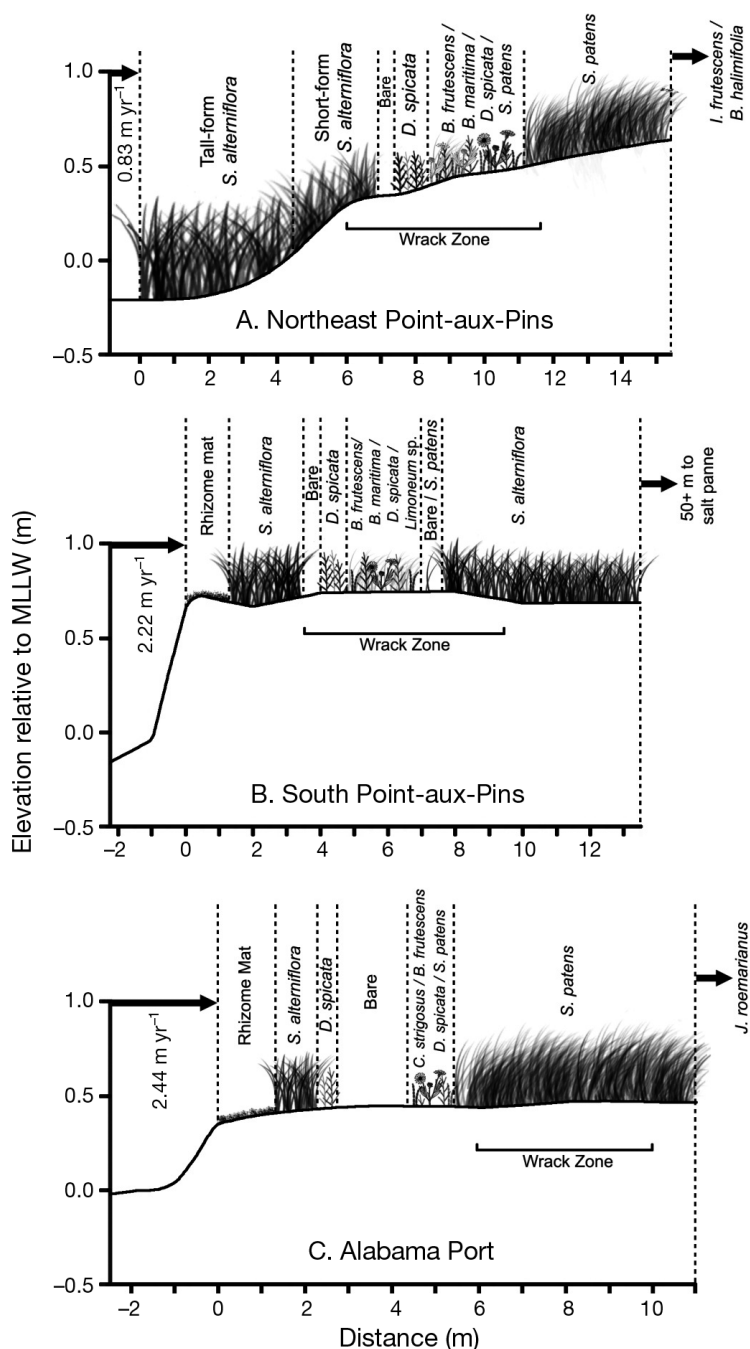 Elevation relative to MLLW (m)
1.0
0.5
0.0
–0.5
0.83 m yr⁻¹
Tall-form
S. alterniflora
Short-form
S. alterniflora
Bare
D. spicata
B. frutescens /
B. maritima /
D. spicata /
S. patens
S. patens
I. frutescens /
B. halimifolia
Wrack Zone
A. Northeast Point-aux-Pins
0 2 4 6 8 10 12 14
1.0
0.5
0.0
–0.5
2.22 m yr⁻¹
Rhizome mat
S. alterniflora
Bare
D. spicata
B. frutescens/
B. maritima /
D. spicata /
Limoneum sp.
Bare / S. patens
S. alterniflora
50+ m to
salt panne
Wrack Zone
B. South Point-aux-Pins
–2 0 2 4 6 8 10 12
1.0
0.5
0.0
–0.5
2.44 m yr⁻¹
Rhizome Mat
S. alterniflora
D. spicata
Bare
C. strigosus / B. frutescens
D. spicata / S. patens
S. patens
J. roemarianus
Wrack Zone
C. Alabama Port
–2 0 2 4 6 8 10
Distance (m)